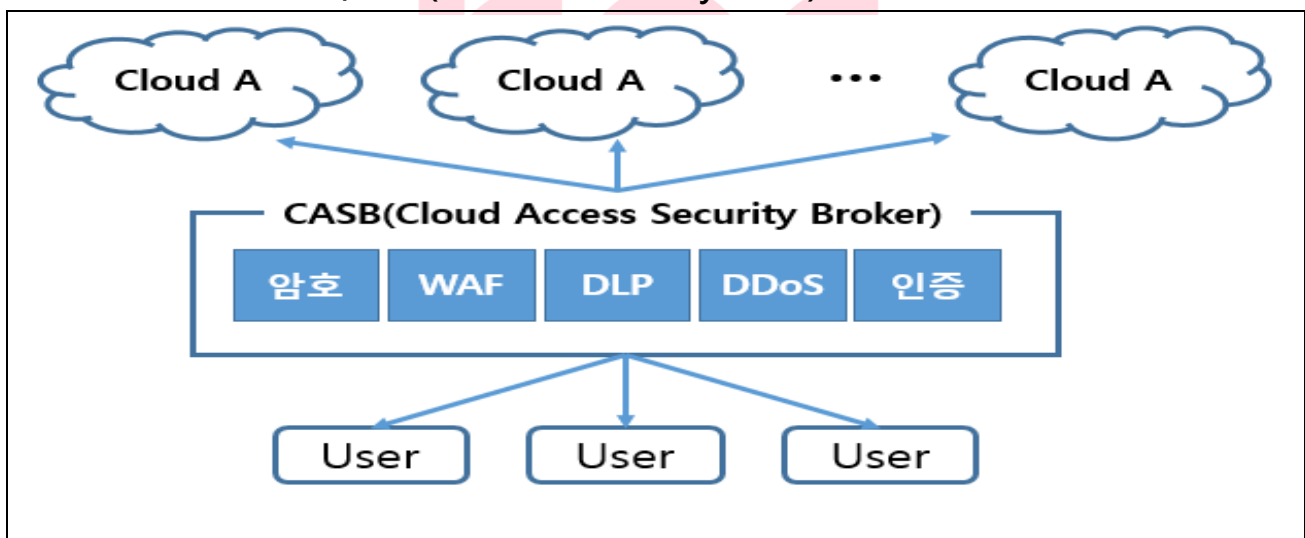 Cloud A Cloud A ... Cloud A
CASB(Cloud Access Security Broker)
암호 WAF DLP DDoS 인증
User User User